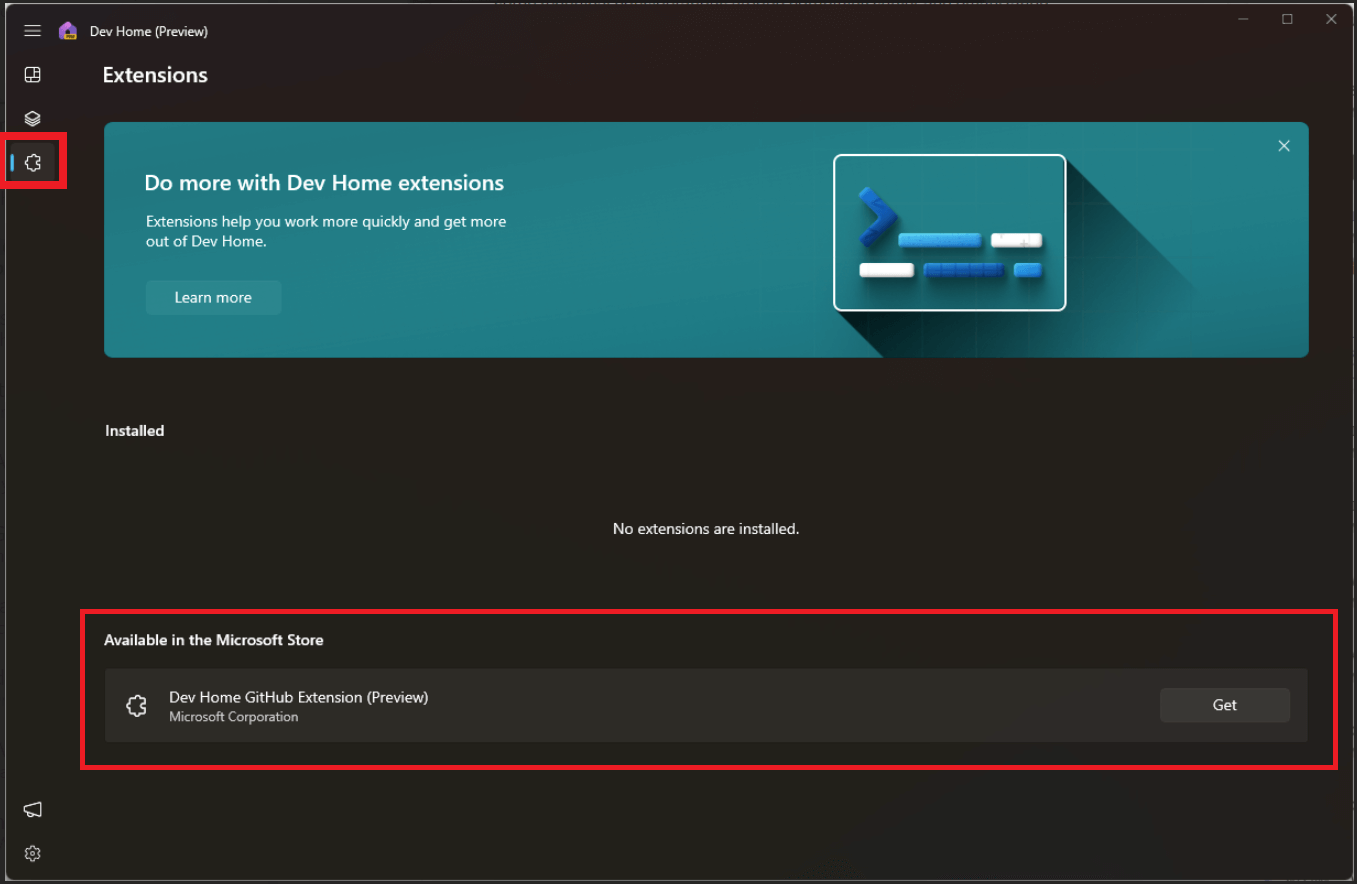 Dev Home (Preview)
Extensions
Do more with Dev Home extensions
Extensions help you work more quickly and get more
out of Dev Home.
Learn more
Installed
No extensions are installed.
Available in the Microsoft Store
Dev Home GitHub Extension (Preview)
Microsoft Corporation
Get